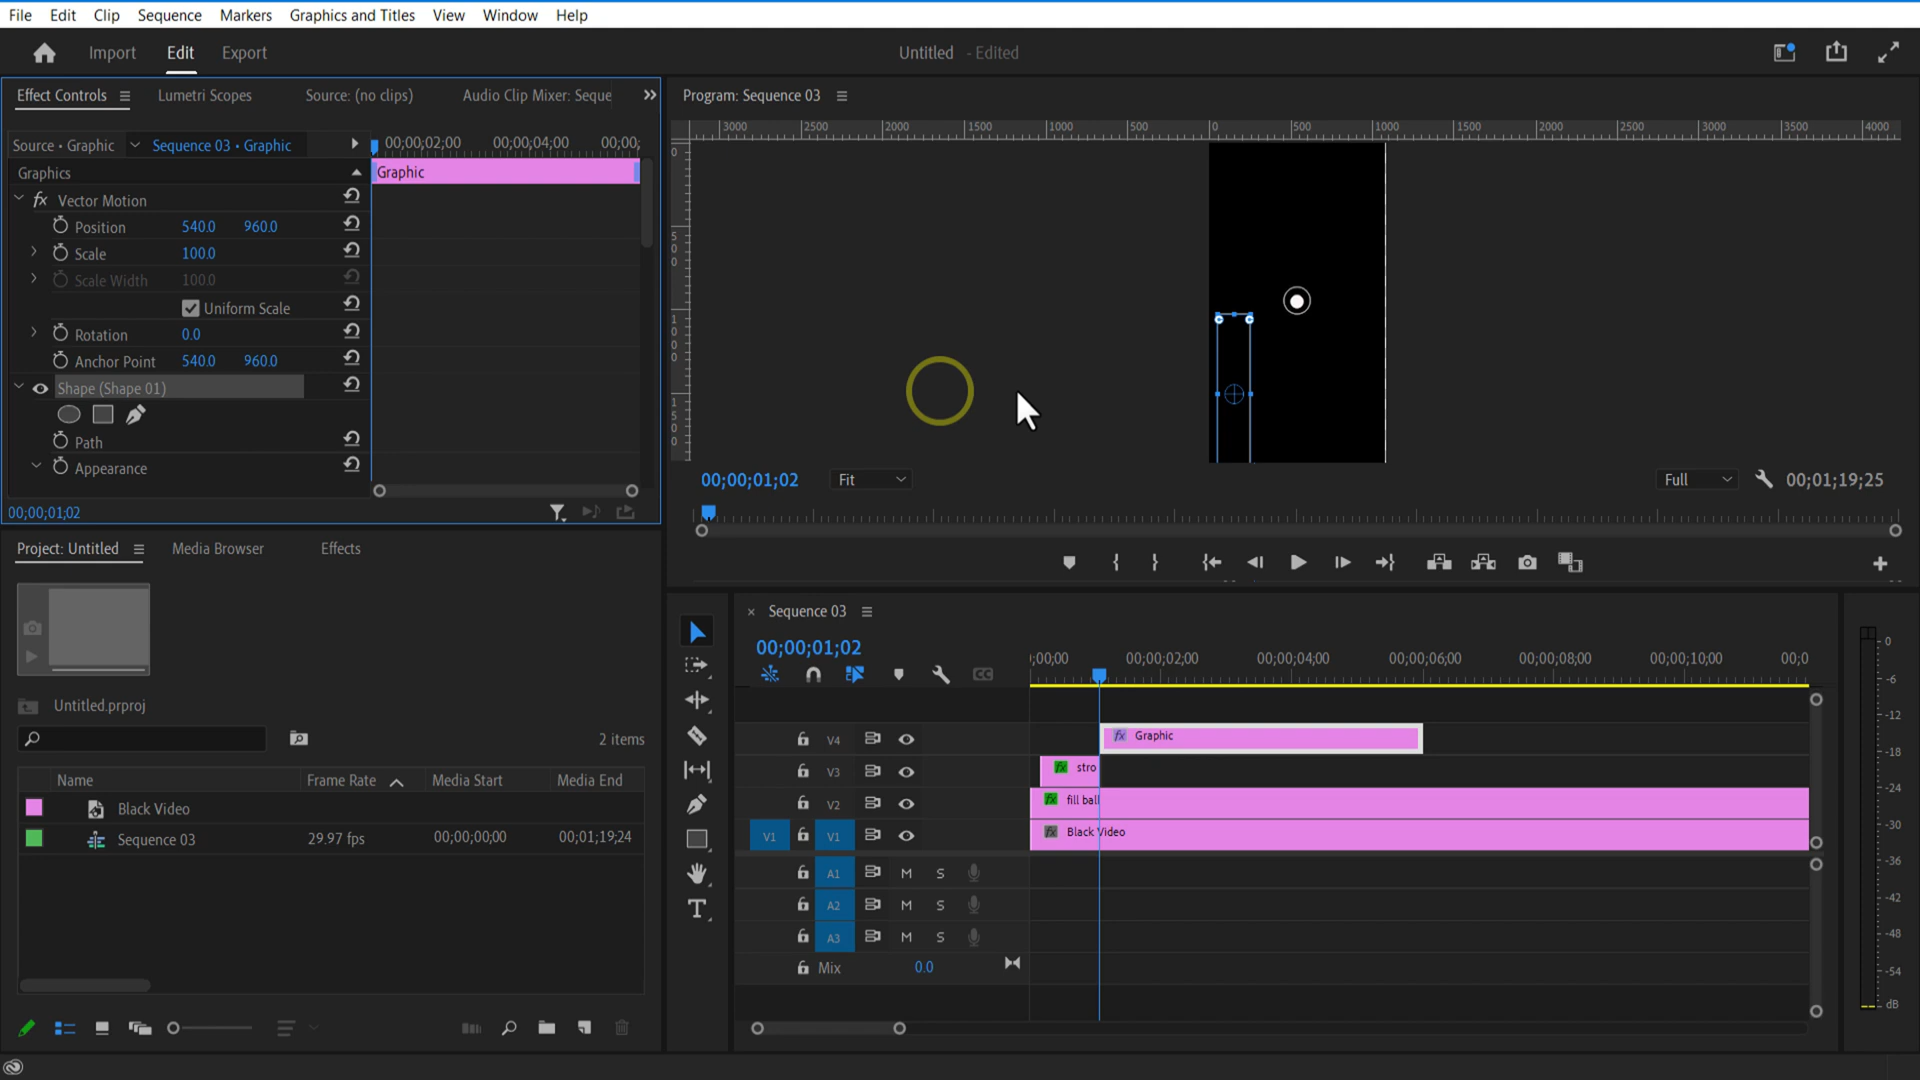 File Edit Clip Sequence Markers Graphics and Titles View Window Help
Import Edit Export Untitled - Edited
Effect Controls Lumetri Scopes Source: (no clips) Audio Clip Mixer: Seque
Program: Sequence 03
Source • Graphic Sequence 03 • Graphic 00;00;02;00 00;00;04;00 00;00;
3000 2500 2000 1500 1000 500 0 500 1000 1500 2000 2500 3000 3500 4000
Graphics Graphic
fx Vector Motion
Position 540.0 960.0
Scale 100.0
Scale Width 100.0
Uniform Scale
Rotation 0.0
Anchor Point 540.0 960.0
Shape (Shape 01)
Path
Appearance
00;00;01;02
0
500
1000
1500
00;00;01;02 Fit Full 00;01;19;25
Project: Untitled Media Browser Effects
Untitled.prproj
2 items
Name Frame Rate Media Start Media End
Black Video
Sequence 03 29.97 fps 00;00;00;00 00;01;19;24
Sequence 03
00;00;01;02
;00;00 00;00;02;00 00;00;04;00 00;00;06;00 00;00;08;00 00;00;10;00 00;0
V4 fx Graphic
V3 fx stro
V2 fx fill ball
V1 V1 fx Black Video
A1 M S
A2 M S
A3 M S
Mix 0.0
T
0
-6
-12
-18
-24
-30
-36
-42
-48
-54
dB